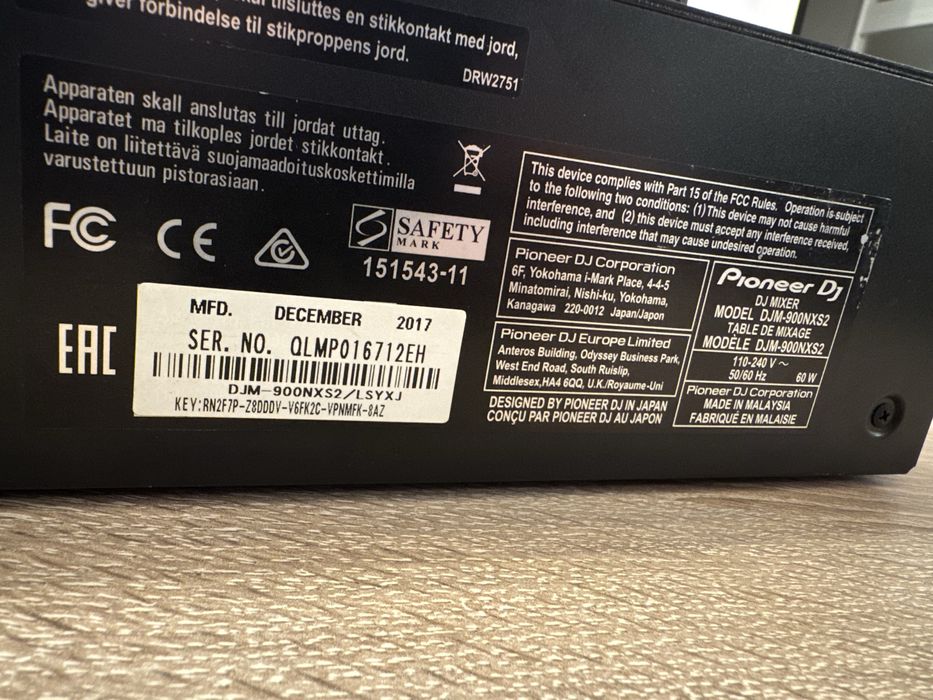 tilsluttes en stikkontakt med jord,
giver forbindelse til stikproppens jord.
DRW2751
Apparaten skall anslutas till jordat uttag.
Apparatet må tilkoples jordet stikkontakt.
Laite on liitettävä suojamaadoituskoskettimilla
varustettuun pistorasiaan.
FC CE
SAFETY
MARK
151543-11
EAC
MFD. DECEMBER 2017
SER. NO. QLMP016712EH
DJM-900NXS2/LSYXJ
KEY:RN2F7P-Z8DDDV-V6FK2C-VPNMFK-8AZ
This device complies with Part 15 of the FCC Rules. Operation is subject
to the following two conditions: (1) This device may not cause harmful
interference, and (2) this device must accept any interference received,
including interference that may cause undesired operation.
Pioneer DJ Corporation
6F, Yokohama i-Mark Place, 4-4-5
Minatomirai, Nishi-ku, Yokohama,
Kanagawa 220-0012 Japan/Japon
Pioneer DJ Europe Limited
Anteros Building, Odyssey Business Park,
West End Road, South Ruislip,
Middlesex,HA4 6QQ, U.K./Royaume-Uni
DESIGNED BY PIONEER DJ IN JAPAN
CONÇU PAR PIONEER DJ AU JAPON
Pioneer Dj
DJ MIXER
MODEL DJM-900NXS2
TABLE DE MIXAGE
MODÈLE DJM-900NXS2
110-240 V ~
50/60 Hz 60 W
Pioneer DJ Corporation
MADE IN MALAYSIA
FABRIQUÉ EN MALAISIE